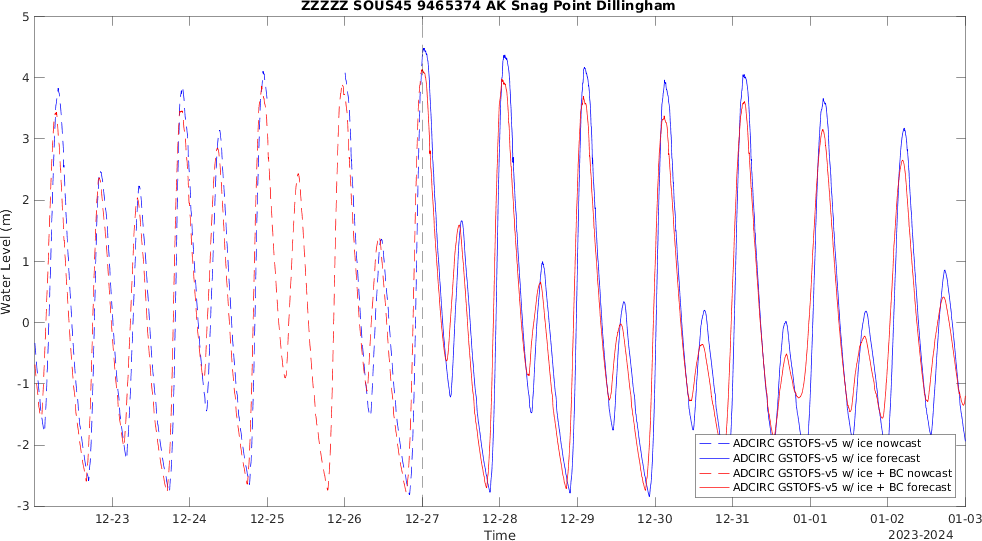 ZZZZZ SOUS45 9465374 AK Snag Point Dillingham
5
4
3
2
1
0
-1
-2
-3
Water Level (m)
ADCIRC GSTOFS-v5 w/ ice nowcast
ADCIRC GSTOFS-v5 w/ ice forecast
ADCIRC GSTOFS-v5 w/ ice + BC nowcast
ADCIRC GSTOFS-v5 w/ ice + BC forecast
12-23 12-24 12-25 12-26 12-27 12-28 12-29 12-30 12-31 01-01 01-02 01-03
Time
2023-2024